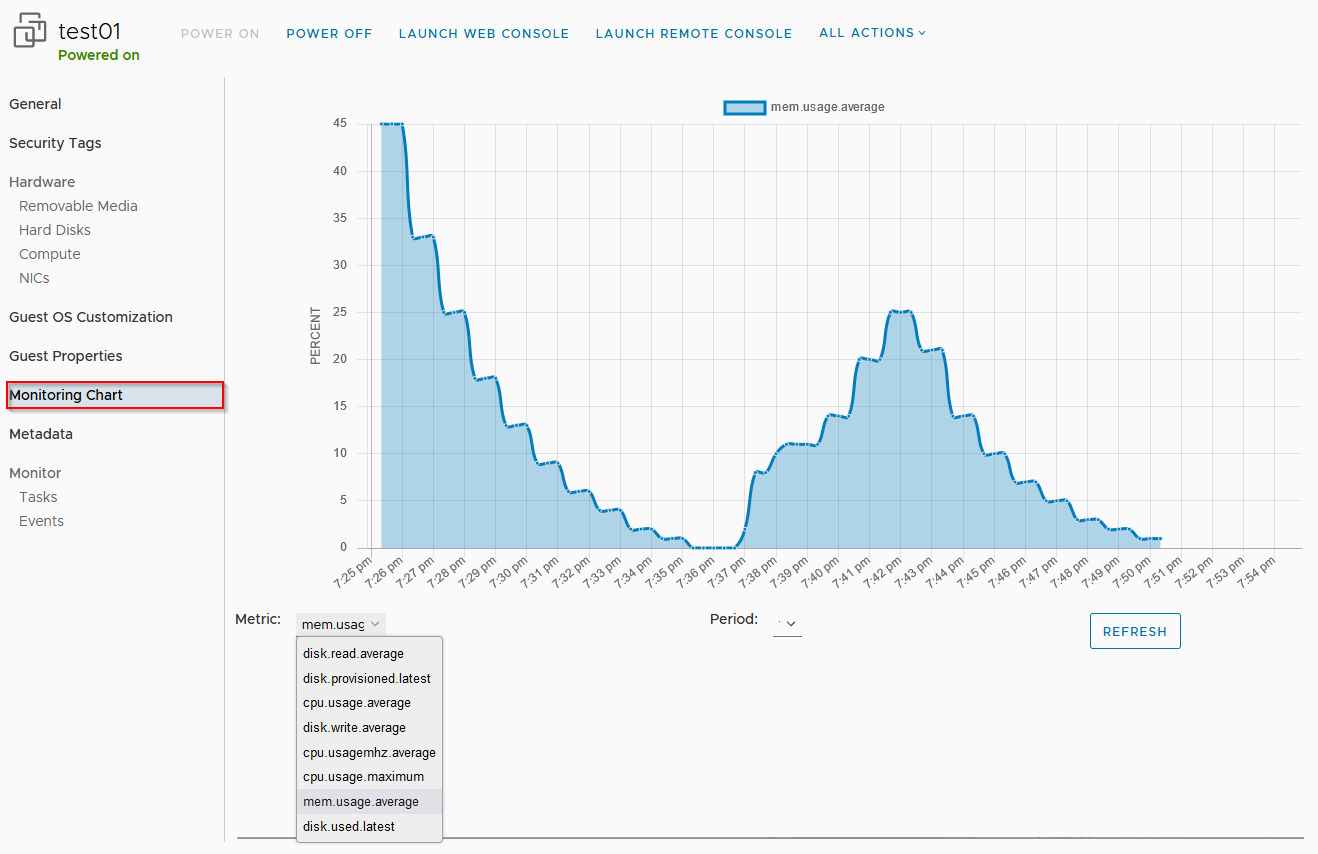 test01
Powered on
POWER ON POWER OFF LAUNCH WEB CONSOLE LAUNCH REMOTE CONSOLE ALL ACTIONS
General
Security Tags
Hardware
Removable Media
Hard Disks
Compute
NICs
Guest OS Customization
Guest Properties
Monitoring Chart
Metadata
Monitor
Tasks
Events
mem.usage.average
PERCENT
45
40
35
30
25
20
15
10
5
0
7:25 pm
7:26 pm
7:27 pm
7:28 pm
7:29 pm
7:30 pm
7:31 pm
7:32 pm
7:33 pm
7:34 pm
7:35 pm
7:36 pm
7:37 pm
7:38 pm
7:39 pm
7:40 pm
7:41 pm
7:42 pm
7:43 pm
7:44 pm
7:45 pm
7:46 pm
7:47 pm
7:48 pm
7:49 pm
7:50 pm
7:51 pm
7:52 pm
7:53 pm
7:54 pm
Metric: mem.usag
Period:
REFRESH
disk.read.average
disk.provisioned.latest
cpu.usage.average
disk.write.average
cpu.usagemhz.average
cpu.usage.maximum
mem.usage.average
disk.used.latest